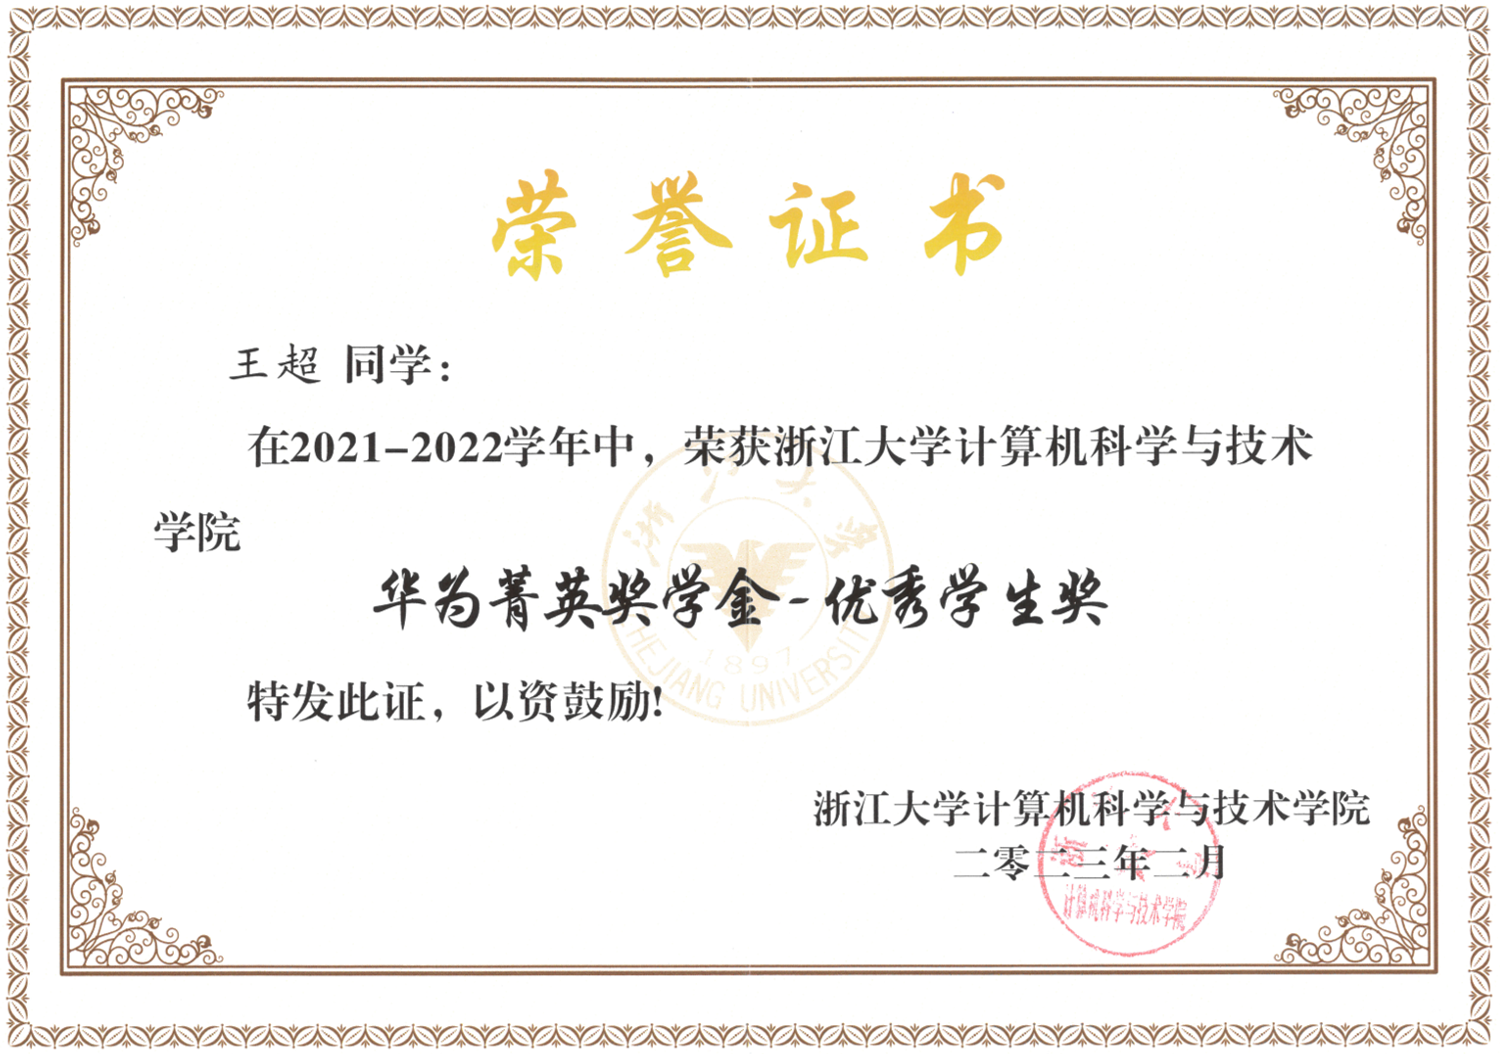 荣誉证书
王超 同学：
在2021-2022学年中，荣获浙江大学计算机科学与技术
学院
华为菁英奖学金-优秀学生奖
特发此证，以资鼓励!
浙江大学
1897
ZHEJIANG UNIVERSITY
浙江大学计算机科学与技术学院
二零二三年二月
浙江大学
计算机科学与技术学院